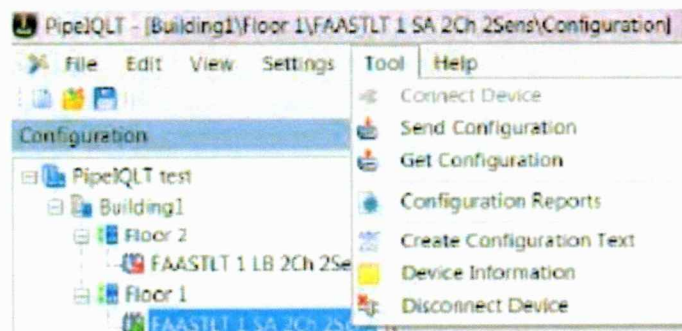 PipeIQLT - [Building1\Floor 1\FAASTLT 1 SA 2Ch 2Sens\Configuration]
File Edit View Settings Tool Help
Connect Device
Configuration
Send Configuration
Get Configuration
PipeIQLT test
Configuration Reports
Building1
Floor 2
Create Configuration Text
FAASTLT 1 LB 2Ch 2Se
Device Information
Floor 1
Disconnect Device
FAASTLT 1 SA 2Ch 2Sens